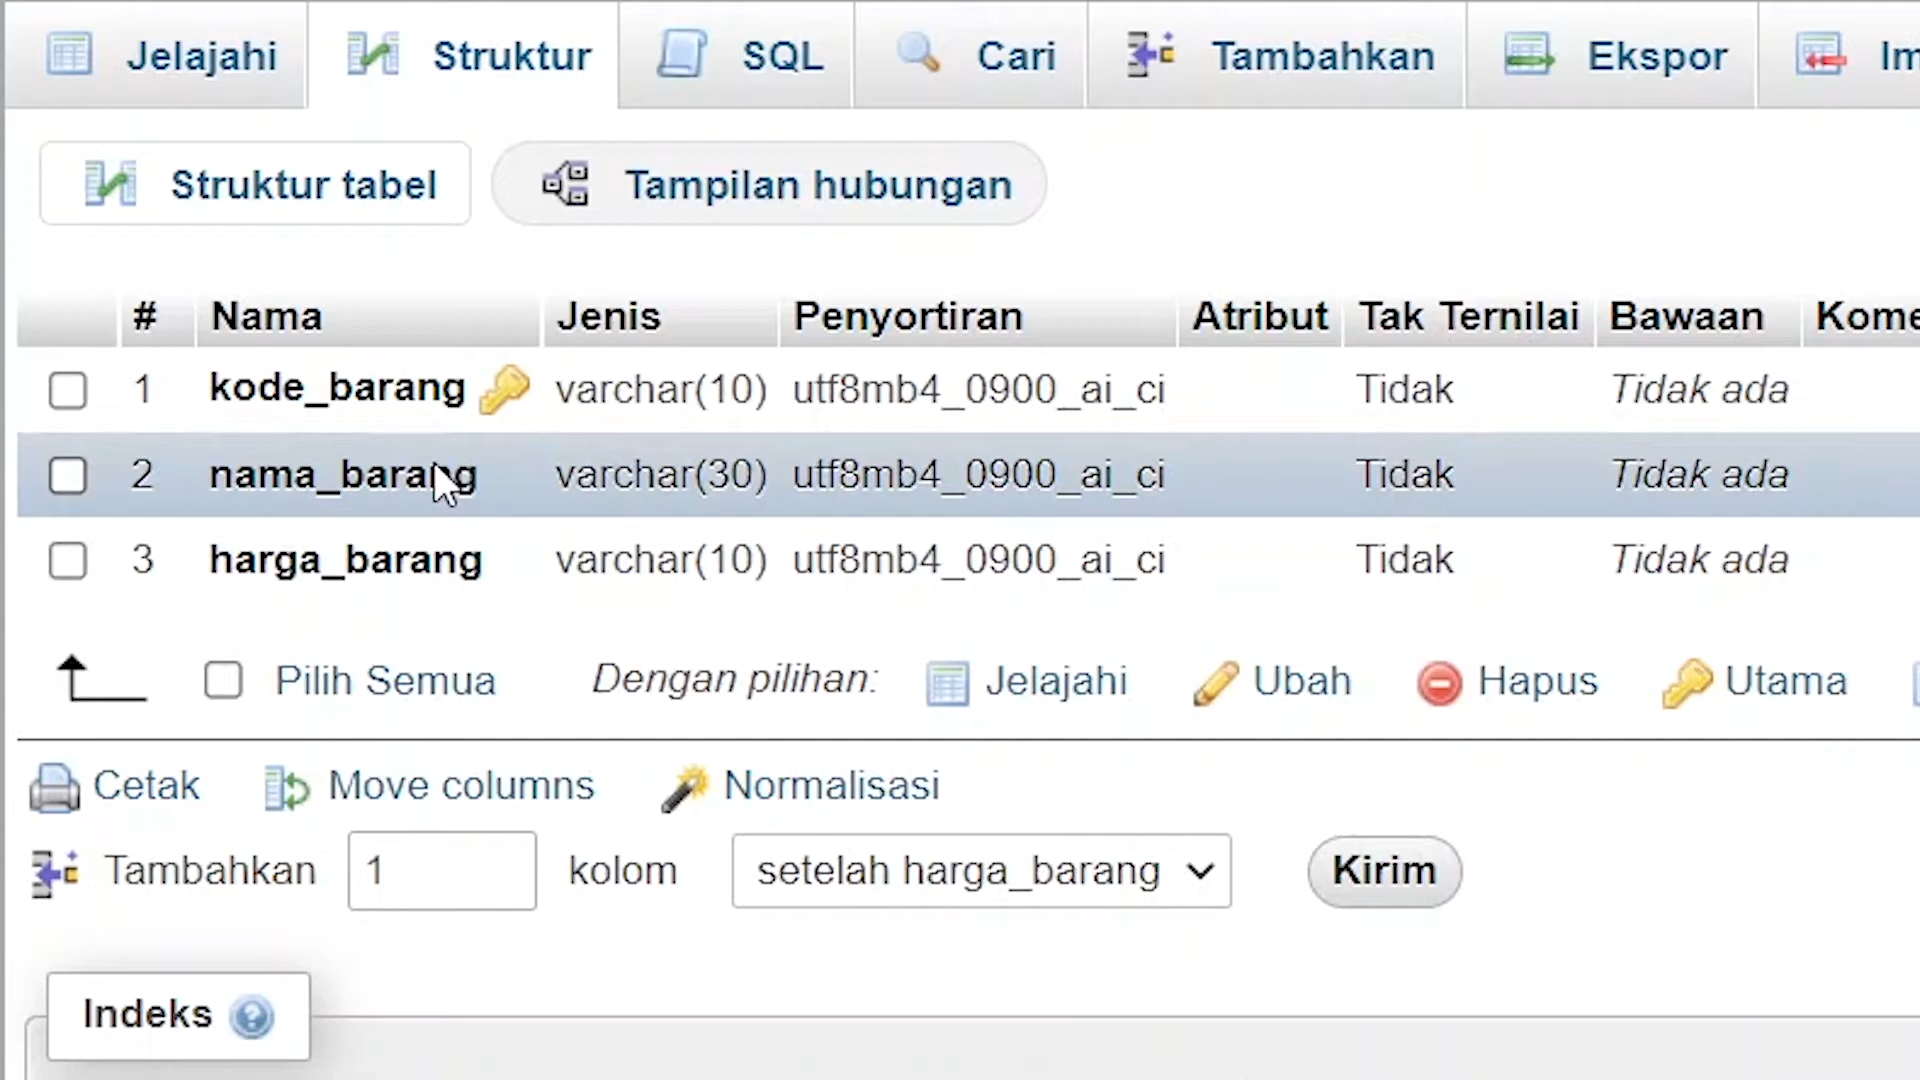 Jelajahi Struktur SQL Cari Tambahkan Ekspor Im
Struktur tabel Tampilan hubungan
# Nama Jenis Penyortiran Atribut Tak Ternilai Bawaan Kome
1 kode_barang varchar(10) utf8mb4_0900_ai_ci Tidak Tidak ada
2 nama_barang varchar(30) utf8mb4_0900_ai_ci Tidak Tidak ada
3 harga_barang varchar(10) utf8mb4_0900_ai_ci Tidak Tidak ada
Pilih Semua Dengan pilihan: Jelajahi Ubah Hapus Utama
Cetak Move columns Normalisasi
Tambahkan 1 kolom setelah harga_barang Kirim
Indeks